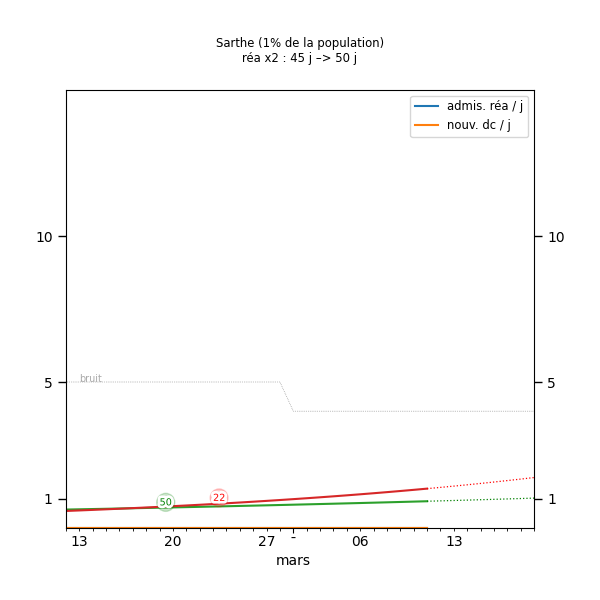 Sarthe (1% de la population)
réa x2 : 45 j –> 50 j
admis. réa / j
nouv. dc / j
10 10
bruit
5 5
50 22
1 1
13 20 27 - 06 13
mars